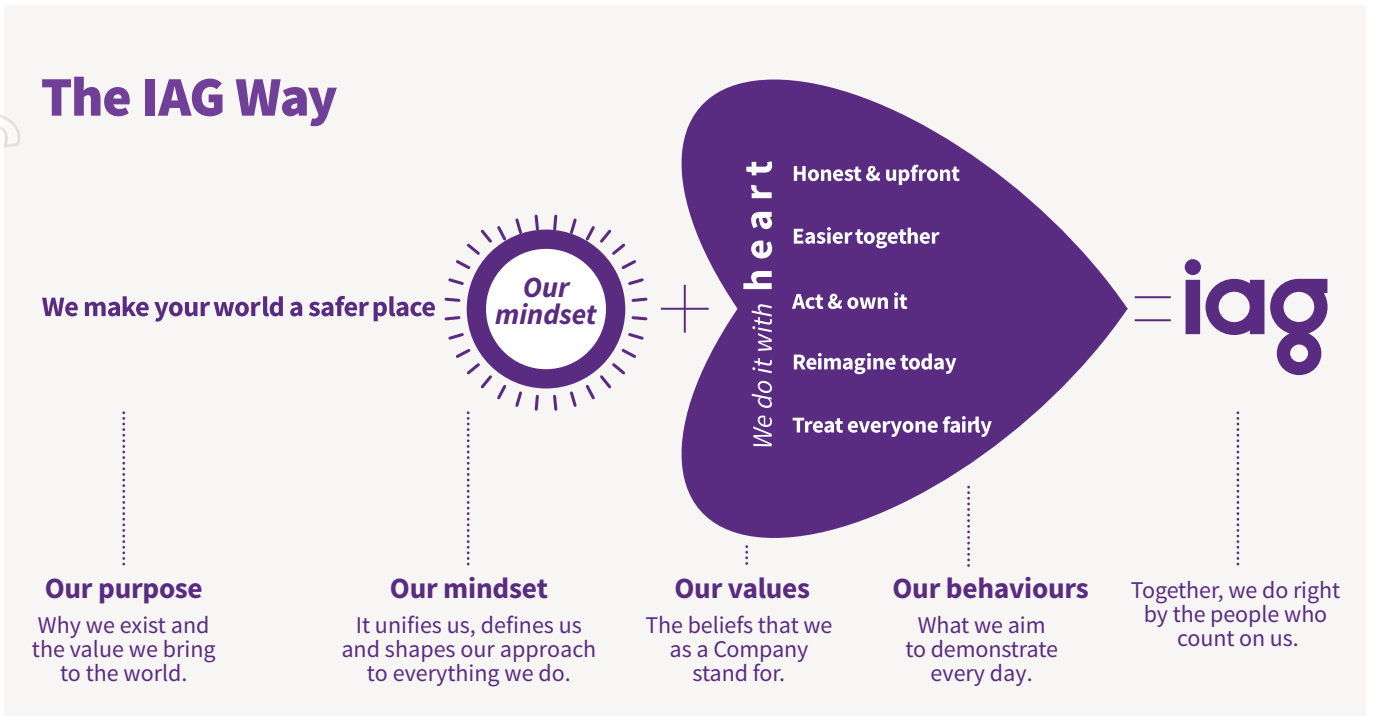 The IAG Way
We make your world a safer place
Our
mindset
We do it with heart
Honest & upfront
Easier together
Act & own it
Reimagine today
Treat everyone fairly
iag
Our purpose
Why we exist and
the value we bring
to the world.
Our mindset
It unifies us, defines us
and shapes our approach
to everything we do.
Our values
The beliefs that we
as a Company
stand for.
Our behaviours
What we aim
to demonstrate
every day.
Together, we do right
by the people who
count on us.